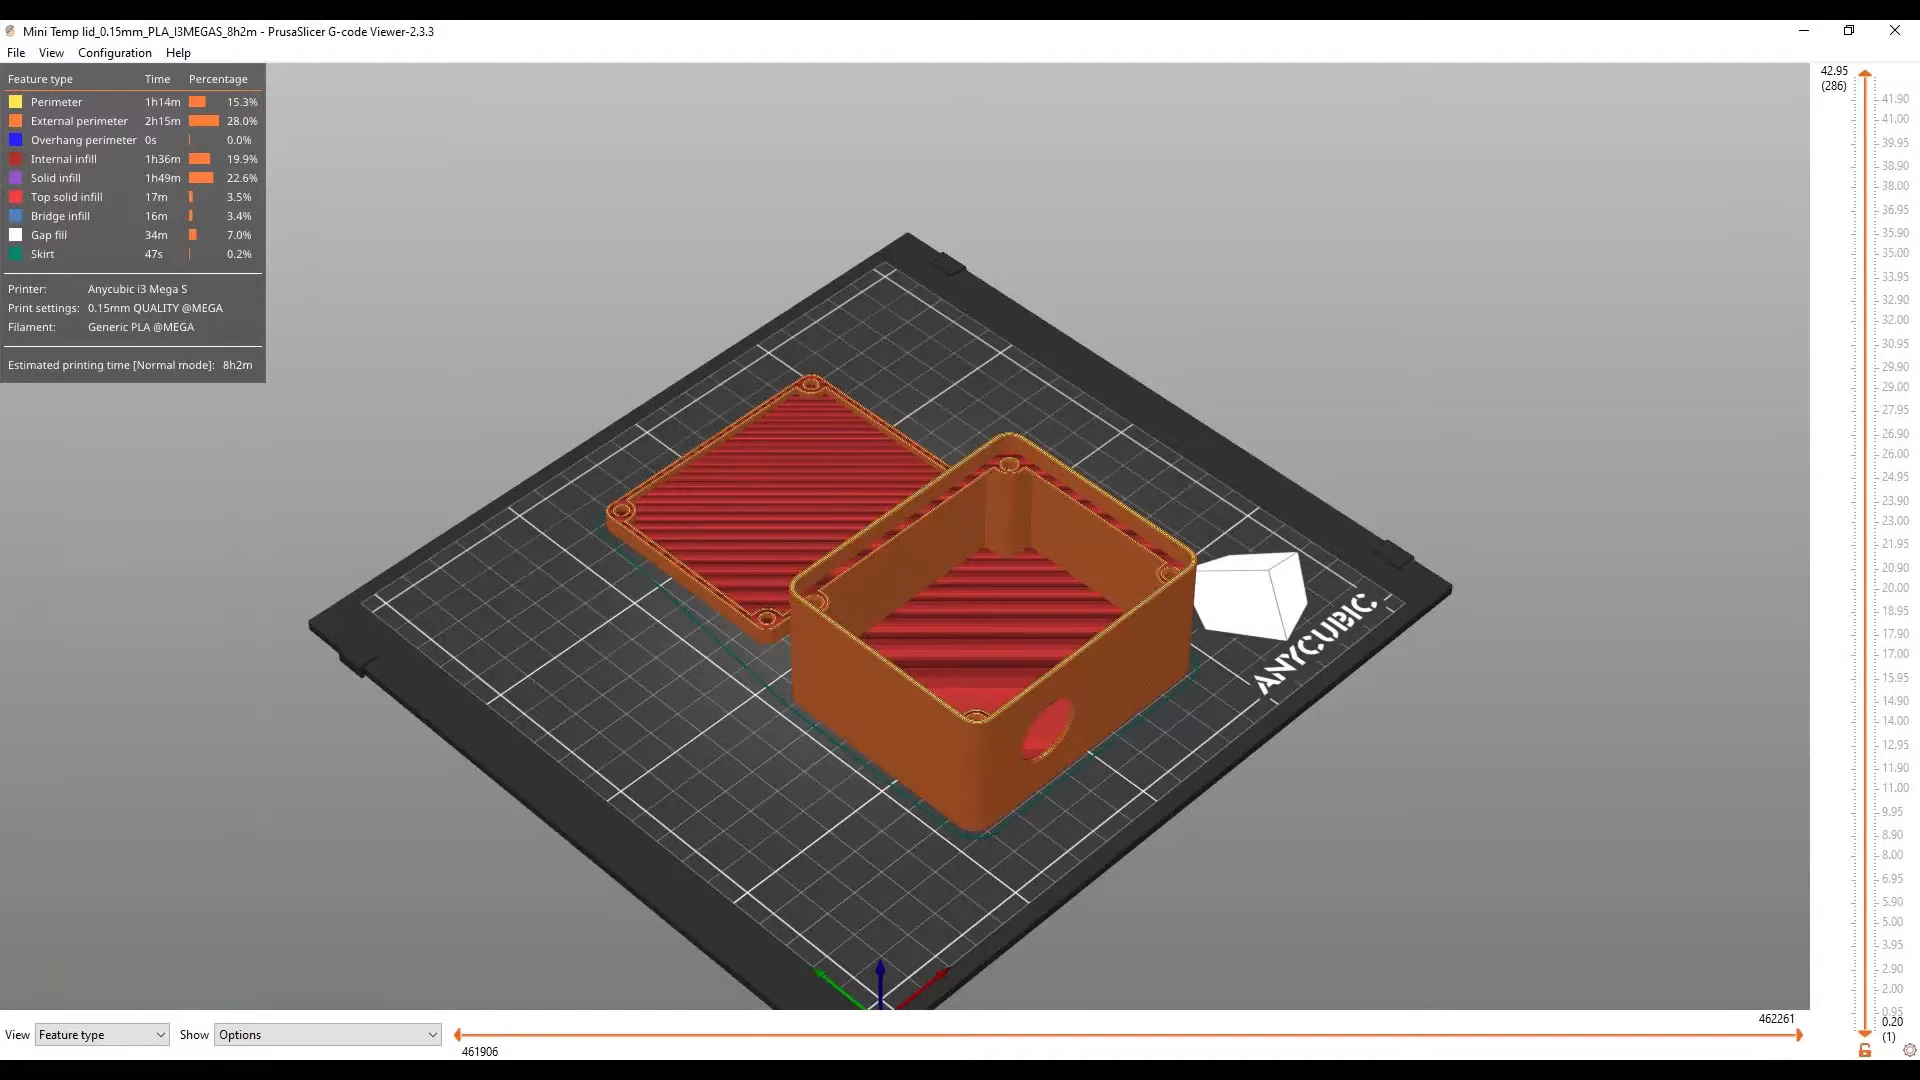 Mini Temp lid_0.15mm_PLA_I3MEGAS_8h2m - PrusaSlicer G-code Viewer-2.3.3
File View Configuration Help
Feature type Time Percentage
Perimeter 1h14m 15.3%
External perimeter 2h15m 28.0%
Overhang perimeter 0s 0.0%
Internal infill 1h36m 19.9%
Solid infill 1h49m 22.6%
Top solid infill 17m 3.5%
Bridge infill 16m 3.4%
Gap fill 34m 7.0%
Skirt 47s 0.2%
Printer: Anycubic i3 Mega S
Print settings: 0.15mm QUALITY @MEGA
Filament: Generic PLA @MEGA
Estimated printing time [Normal mode]: 8h2m
ANYCUBIC
42.95
(286)
41.90
41.00
39.95
38.90
38.00
36.95
35.90
35.00
33.95
32.90
32.00
30.95
29.90
29.00
27.95
26.90
26.00
24.95
23.90
23.00
21.95
20.90
20.00
18.95
17.90
17.00
15.95
14.90
14.00
12.95
11.90
11.00
9.95
8.90
8.00
6.95
5.90
5.00
3.95
2.90
2.00
0.95
0.20
(1)
View Feature type Show Options
462261
461906